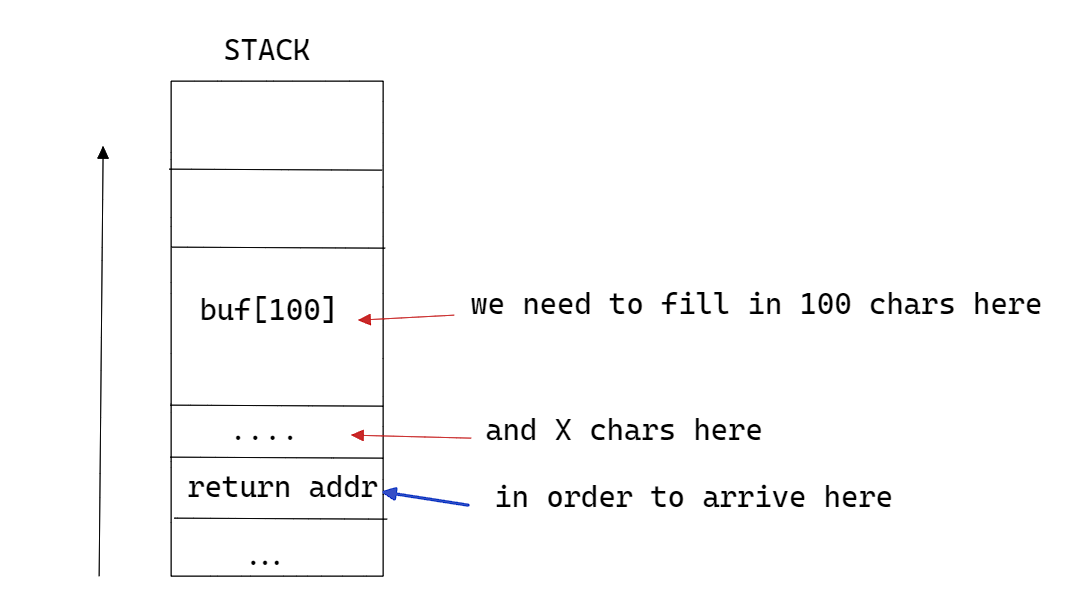 STACK
buf[100]
we need to fill in 100 chars here
....
and X chars here
return addr
in order to arrive here
...